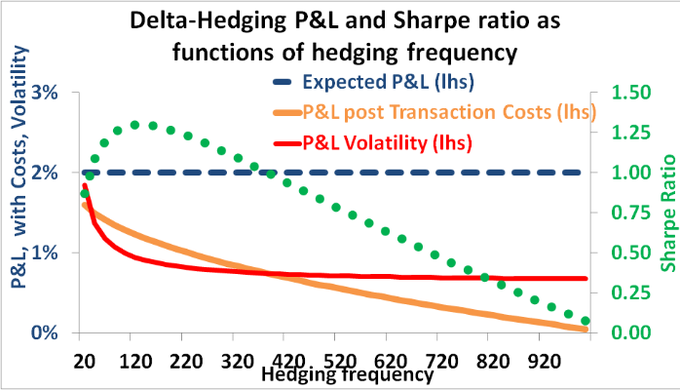 Delta-Hedging P&L and Sharpe ratio as
functions of hedging frequency
Expected P&L (lhs)
P&L post Transaction Costs (lhs)
P&L Volatility (lhs)
P&L, with Costs, Volatility
3%
2%
1%
0%
1.50
1.25
1.00
0.75
0.50
0.25
0.00
Sharpe Ratio
20 120 220 320 420 520 620 720 820 920
Hedging frequency